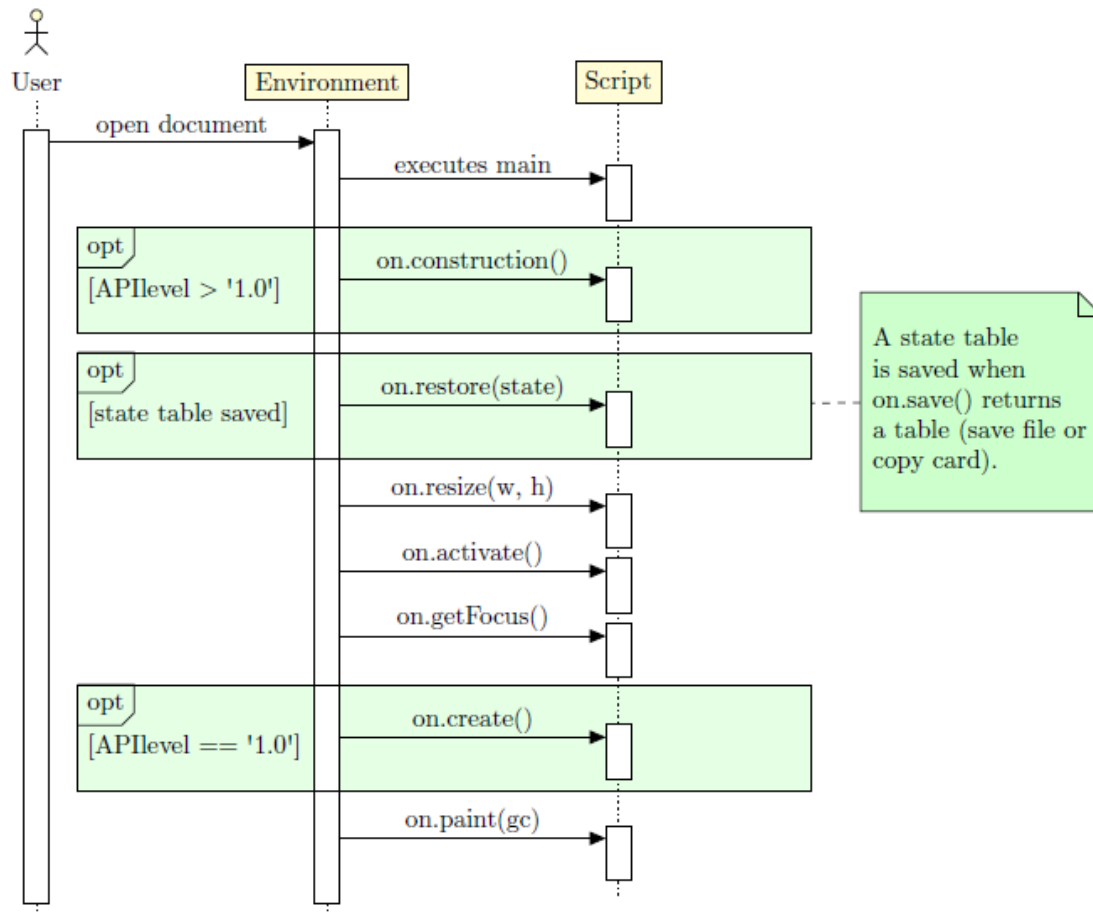 User
Environment
Script
open document
executes main
opt
on.construction()
[APIlevel > '1.0']
opt
on.restore(state)
[state table saved]
A state table
is saved when
on.save() returns
a table (save file or
copy card).
on.resize(w, h)
on.activate()
on.getFocus()
opt
on.create()
[APIlevel == '1.0']
on.paint(gc)